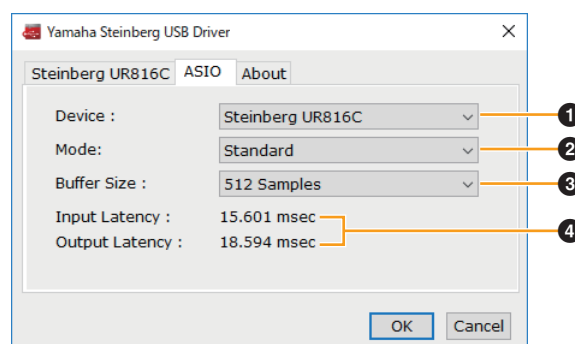 Yamaha Steinberg USB Driver
Steinberg UR816C ASIO About
Device : Steinberg UR816C 1
Mode: Standard 2
Buffer Size : 512 Samples 3
Input Latency : 15.601 msec
4
Output Latency : 18.594 msec
OK Cancel